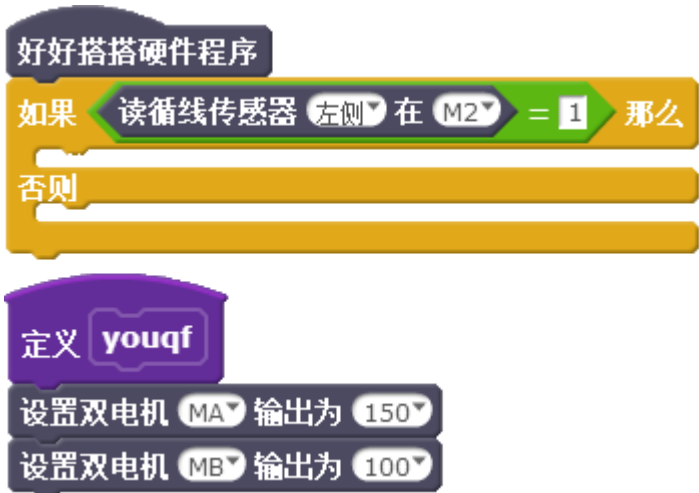 好好搭搭硬件程序
如果 读循线传感器 左侧 在 M2 = 1 那么
否则
定义 youqf
设置双电机 MA 输出为 150
设置双电机 MB 输出为 100